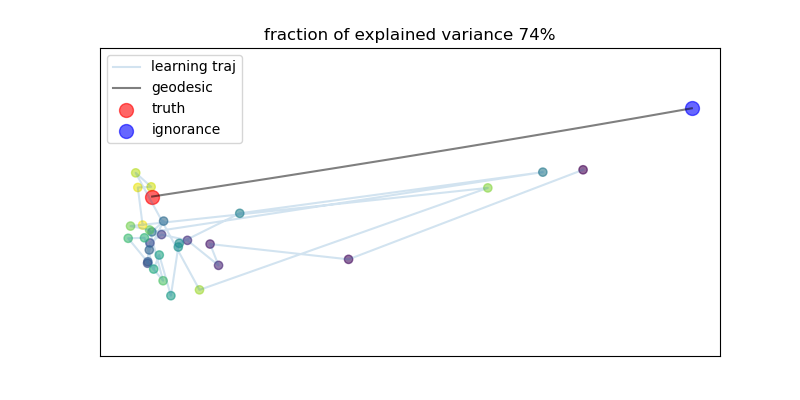 fraction of explained variance 74%
learning traj
geodesic
truth
ignorance